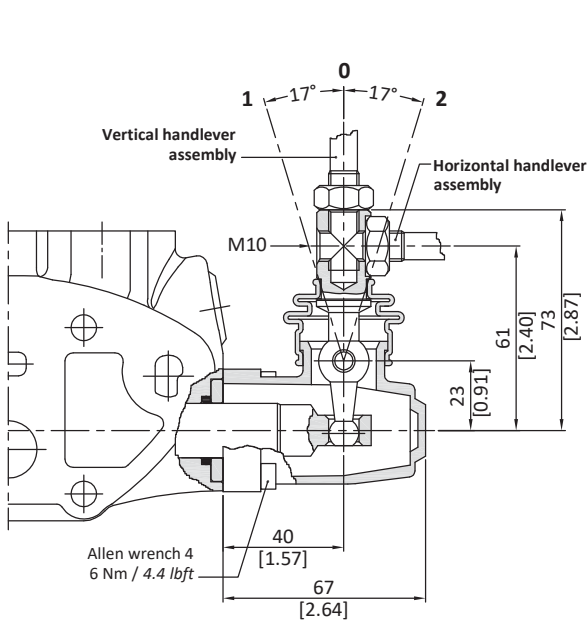 0
1
17°
17°
2
Vertical handlever
assembly
Horizontal handlever
assembly
M10
61
[2.40]
73
[2.87]
23
[0.91]
40
[1.57]
Allen wrench 4
6 Nm / 4.4 lbft
67
[2.64]